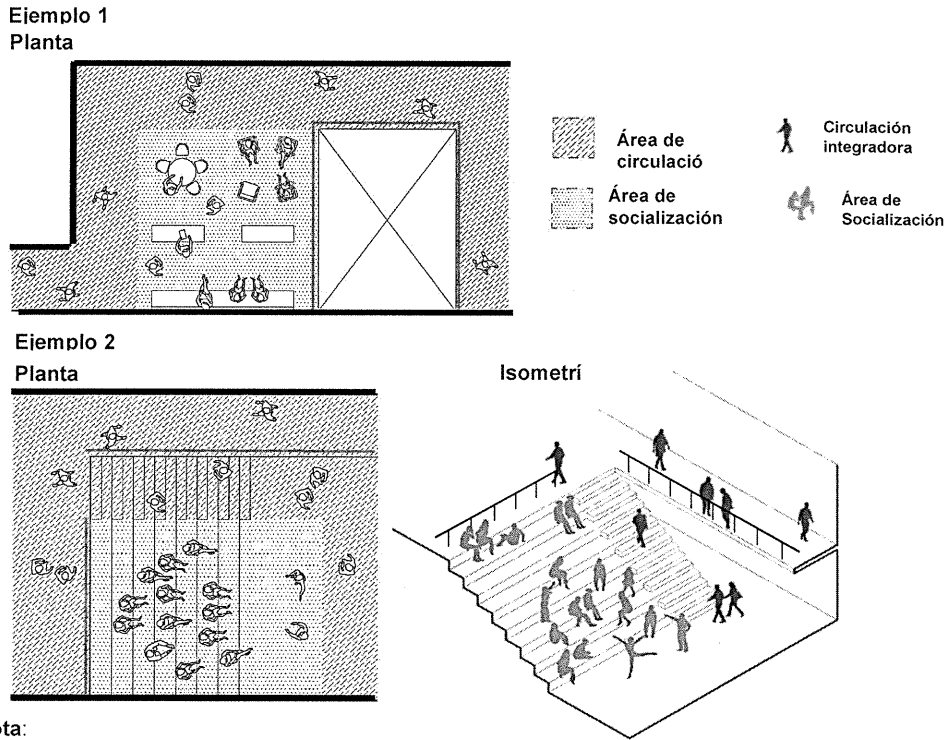 Ejemplo 1
Planta
Área de
circulació
Circulación
integradora
Área de
socialización
Área de
Socialización
Ejemplo 2
Planta
Isometrí
ota: